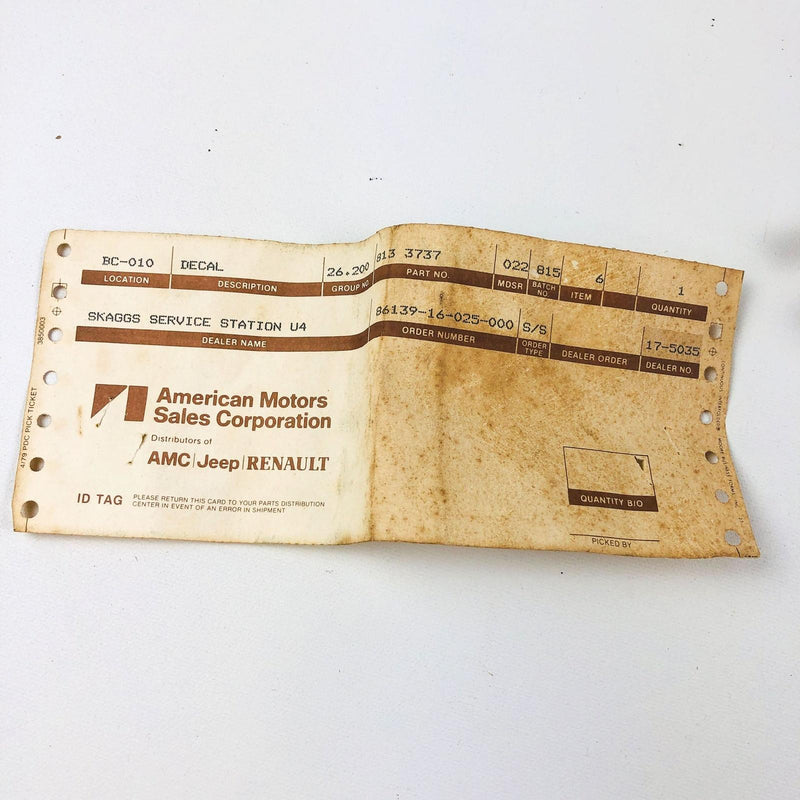 BC-010 DECAL 26.200 813 3737 022 815 6 1
LOCATION DESCRIPTION GROUP NO. PART NO. MDSR BATCH NO. ITEM QUANTITY
SKAGGS SERVICE STATION U4 86139-16-025-000 S/S 17-5035
DEALER NAME ORDER NUMBER ORDER TYPE DEALER ORDER DEALER NO.
American Motors
Sales Corporation
Distributors of
AMC|Jeep|RENAULT
ID TAG PLEASE RETURN THIS CARD TO YOUR PARTS DISTRIBUTION
CENTER IN EVENT OF AN ERROR IN SHIPMENT
QUANTITY B/O
PICKED BY
4/79 PDC PICK TICKET
3850003